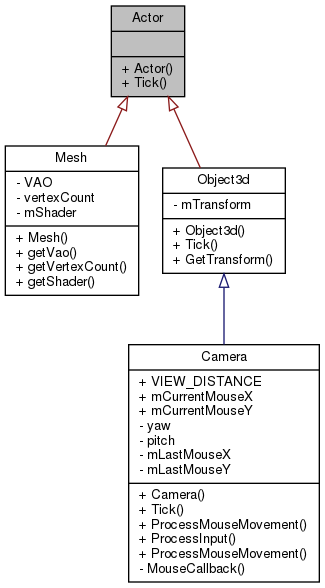 Actor
+ Actor()
+ Tick()
Mesh
- VAO
- vertexCount
- mShader
+ Mesh()
+ getVao()
+ getVertexCount()
+ getShader()
Object3d
- mTransform
+ Object3d()
+ Tick()
+ GetTransform()
Camera
+ VIEW_DISTANCE
+ mCurrentMouseX
+ mCurrentMouseY
- yaw
- pitch
- mLastMouseX
- mLastMouseY
+ Camera()
+ Tick()
+ ProcessMouseMovement()
+ ProcessInput()
+ ProcessMouseMovement()
- MouseCallback()